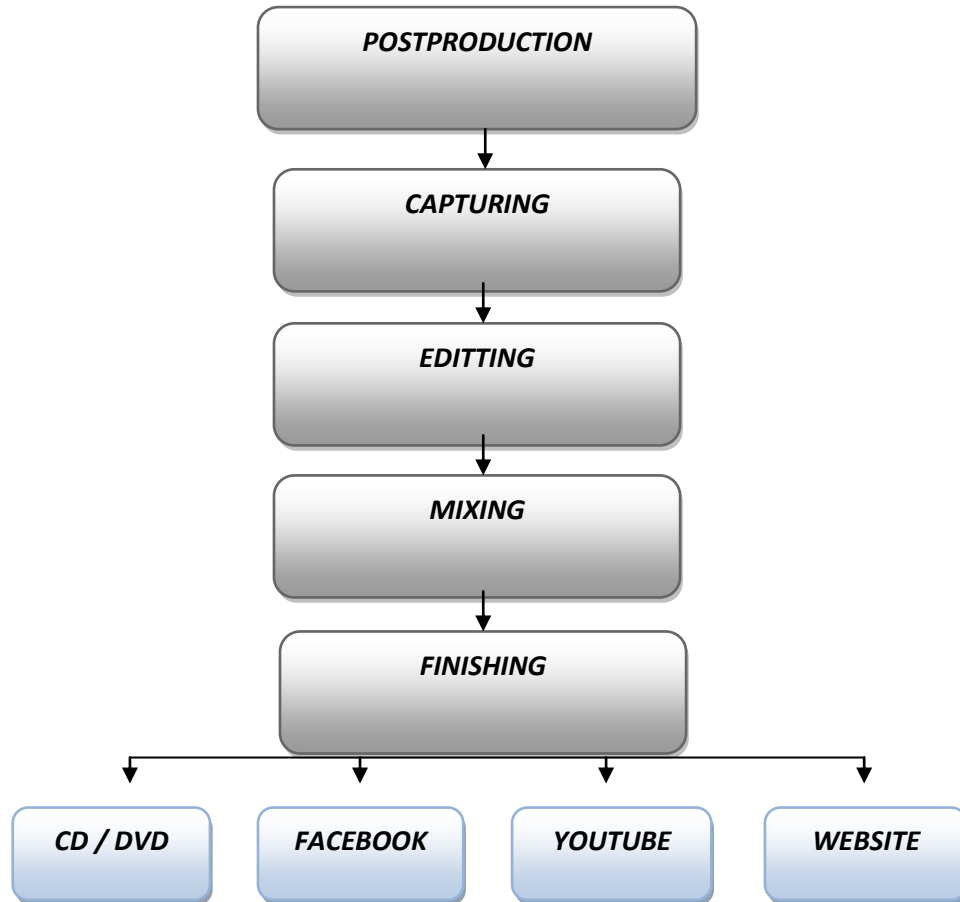 POSTPRODUCTION
CAPTURING
EDITTING
MIXING
FINISHING
CD / DVD
FACEBOOK
YOUTUBE
WEBSITE